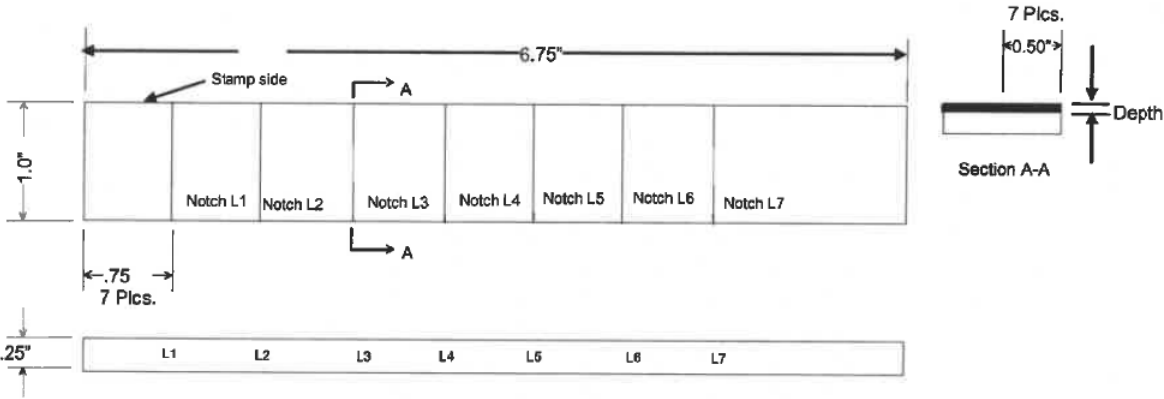 7 Plcs.
6.75"
0.50"
Stamp side
A
Depth
1.0"
Section A-A
Notch L1
Notch L2
Notch L3
Notch L4
Notch L5
Notch L6
Notch L7
A
.75
7 Plcs.
.25"
L1
L2
L3
L4
L5
L6
L7